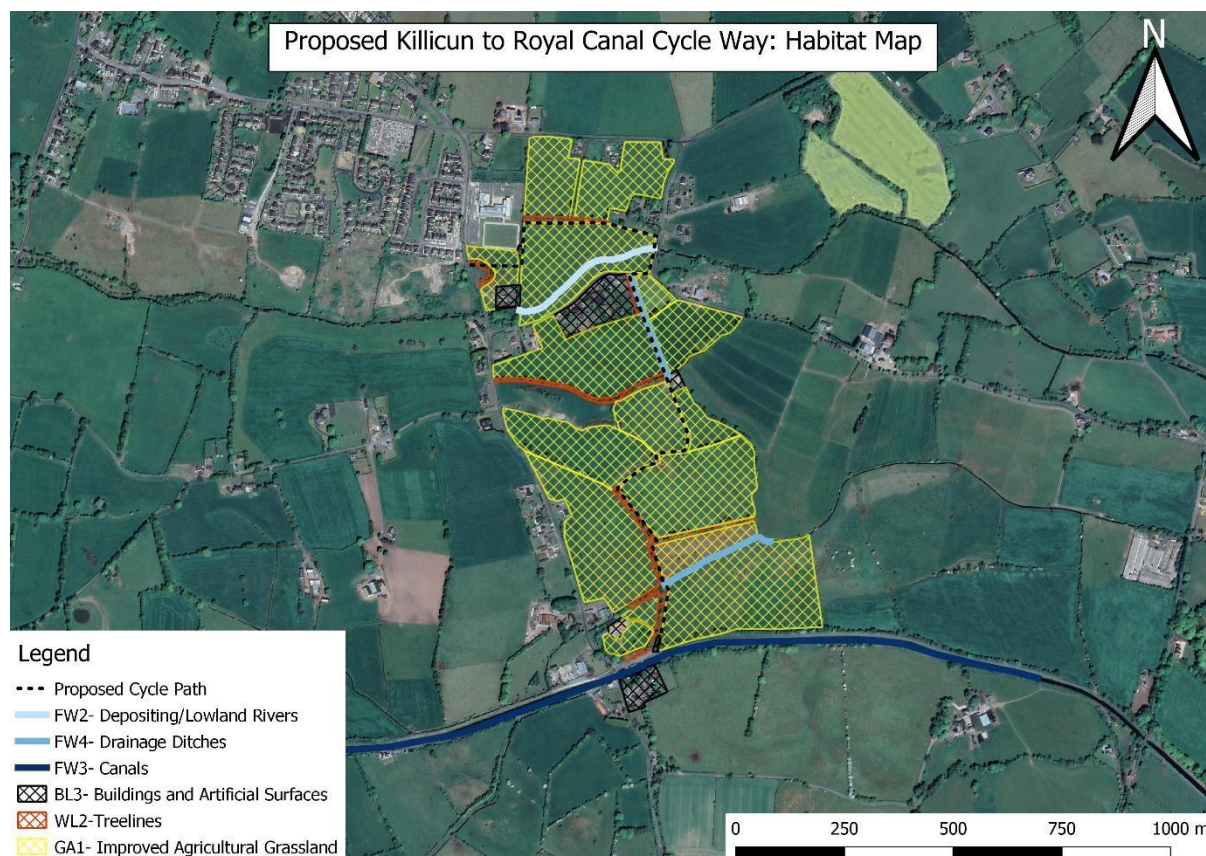 Proposed Killicun to Royal Canal Cycle Way: Habitat Map
N
Legend
Proposed Cycle Path
FW2- Depositing/Lowland Rivers
FW4- Drainage Ditches
FW3- Canals
BL3- Buildings and Artificial Surfaces
WL2-Treelines
GA1- Improved Agricultural Grassland
0 250 500 750 1000 m